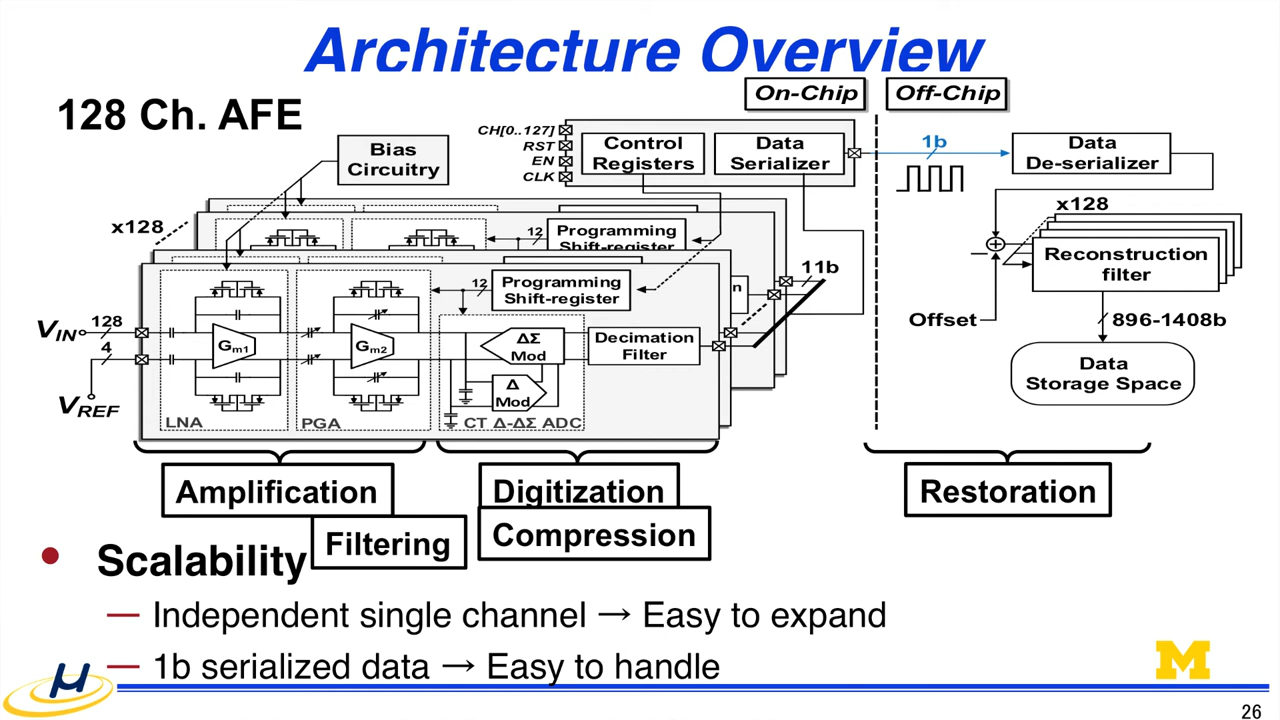 Architecture Overview
128 Ch. AFE
On-Chip
Off-Chip
CH[0..127]
RST
EN
CLK
Control
Registers
Data
Serializer
1b
Data
De-serializer
Bias
Circuitry
x128
x128
12
Programming
Shift-register
n
11b
12
Programming
Shift-register
Reconstruction
filter
Offset
896-1408b
Data
Storage Space
VIN
128
4
VREF
Gm1
Gm2
ΔΣ
Mod
Δ
Mod
Decimation
Filter
LNA
PGA
CT Δ-ΔΣ ADC
Amplification
Filtering
Digitization
Compression
Restoration
• Scalability
— Independent single channel → Easy to expand
— 1b serialized data → Easy to handle
μ
M
26